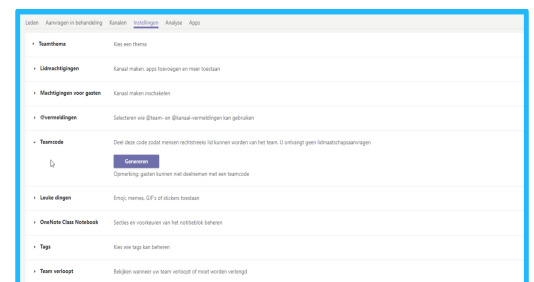 Leden Aanvragen in behandeling Kanalen Instellingen Analyse Apps
Teamthema Kies een thema
Lidmachtigingen Kanaal maken, apps toevoegen en meer toestaan
Machtigingen voor gasten Kanaal maken inschakelen
@vermeldingen Selecteren wie @team- en @kanaal-vermeldingen kan gebruiken
Teamcode Deel deze code zodat mensen rechtstreeks lid kunnen worden van het team. U ontvangt geen lidmaatschapsaanvragen
Genereren
Opmerking: gasten kunnen niet deelnemen met een teamcode
Leuke dingen Emoji, memes, GIF's of stickers toestaan
OneNote Class Notebook Secties en voorkeuren van het notitieblok beheren
Tags Kies wie tags kan beheren
Team verloopt Bekijken wanneer uw team verloopt of moet worden verlengd